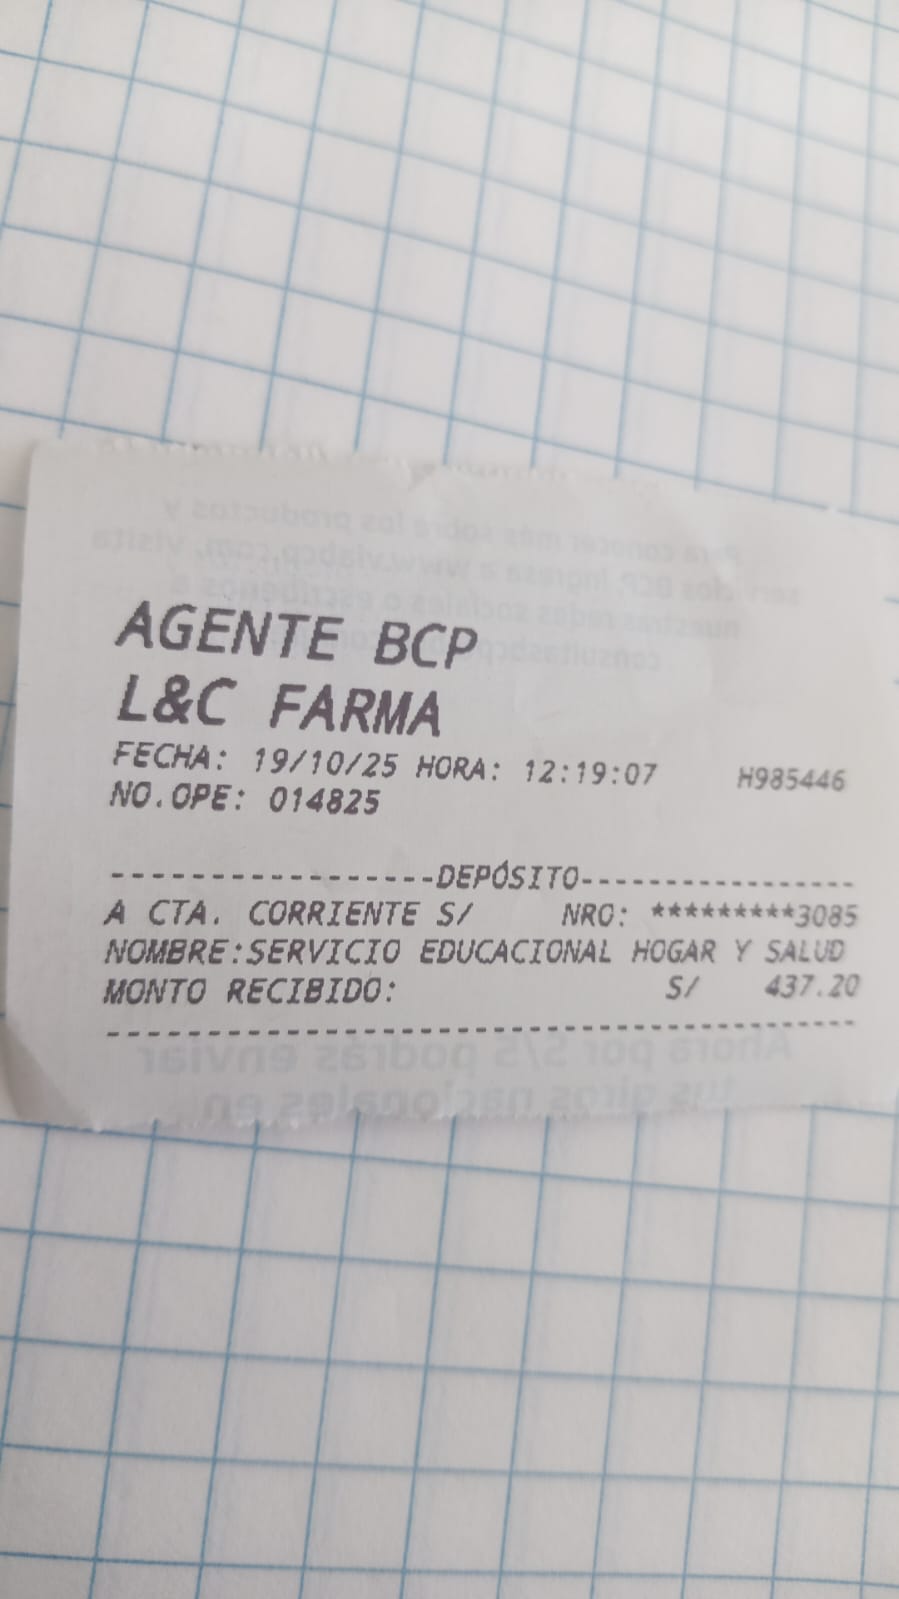 AGENTE BCP
L&C FARMA
FECHA: 19/10/25 HORA: 12:19:07 H985446
NO.OPE: 014825
-----------------DEPÓSITO-----------------
A CTA. CORRIENTE S/ NRO: *********3085
NOMBRE:SERVICIO EDUCACIONAL HOGAR Y SALUD
MONTO RECIBIDO: S/ 437.20
------------------------------------------